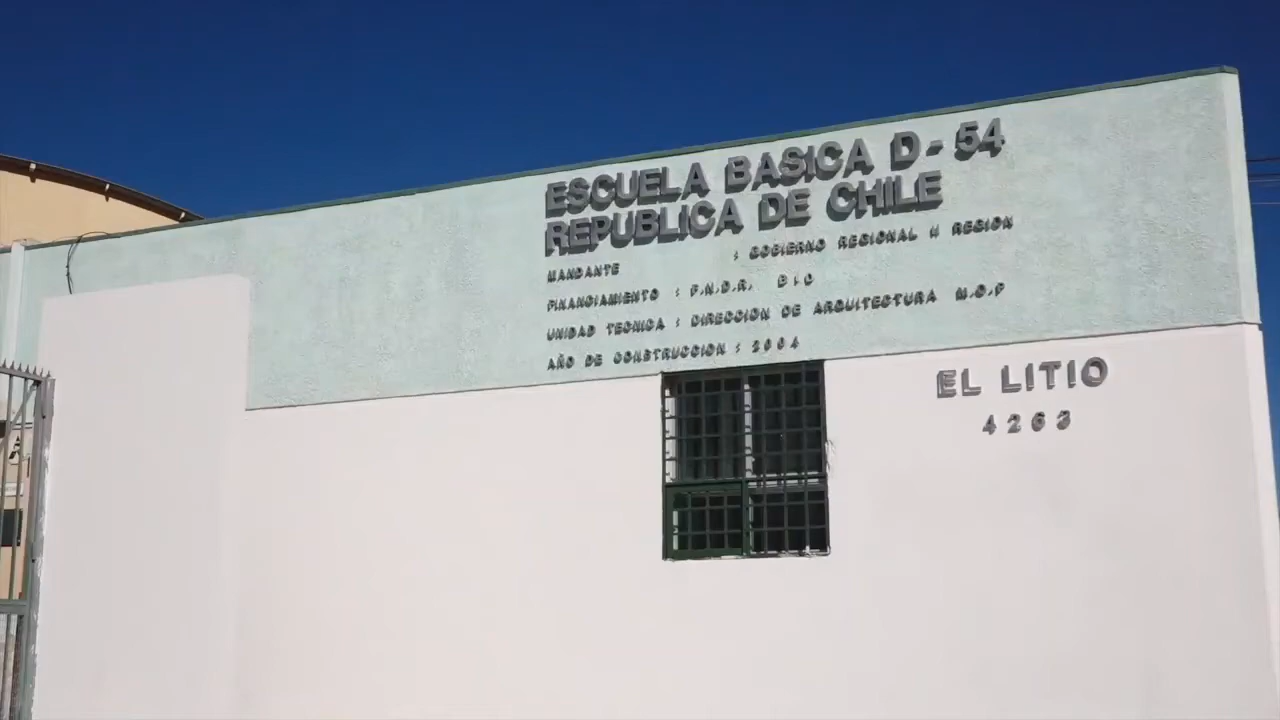 ESCUELA BASICA D-54
REPUBLICA DE CHILE
MANDANTE : GOBIERNO REGIONAL II REGION
FINANCIAMIENTO : F.N.D.R.
UNIDAD TECNICA : DIRECCION DE ARQUITECTURA M.O.P
AÑO DE CONSTRUCCION : 2004
EL LITIO
4263